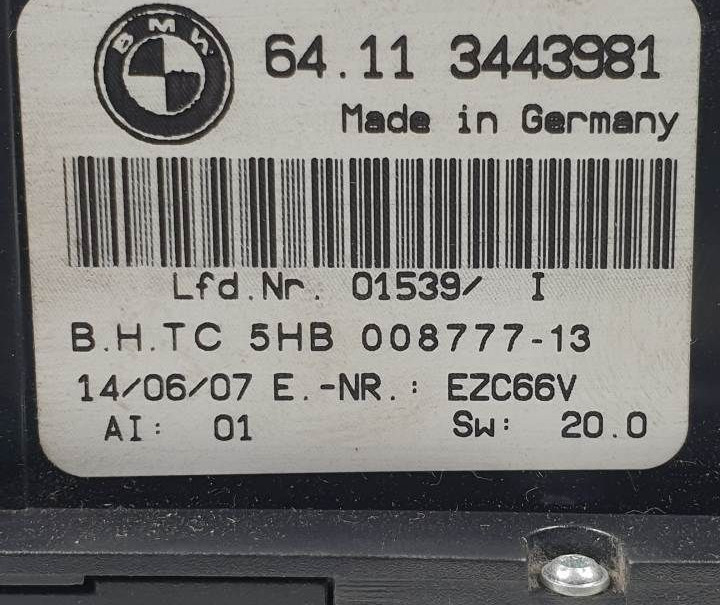 BMW
64.11 3443981
Made in Germany
Lfd.Nr. 01539/ I
B.H.TC 5HB 008777-13
14/06/07 E.-NR.: EZC66V
AI: 01 Sw: 20.0